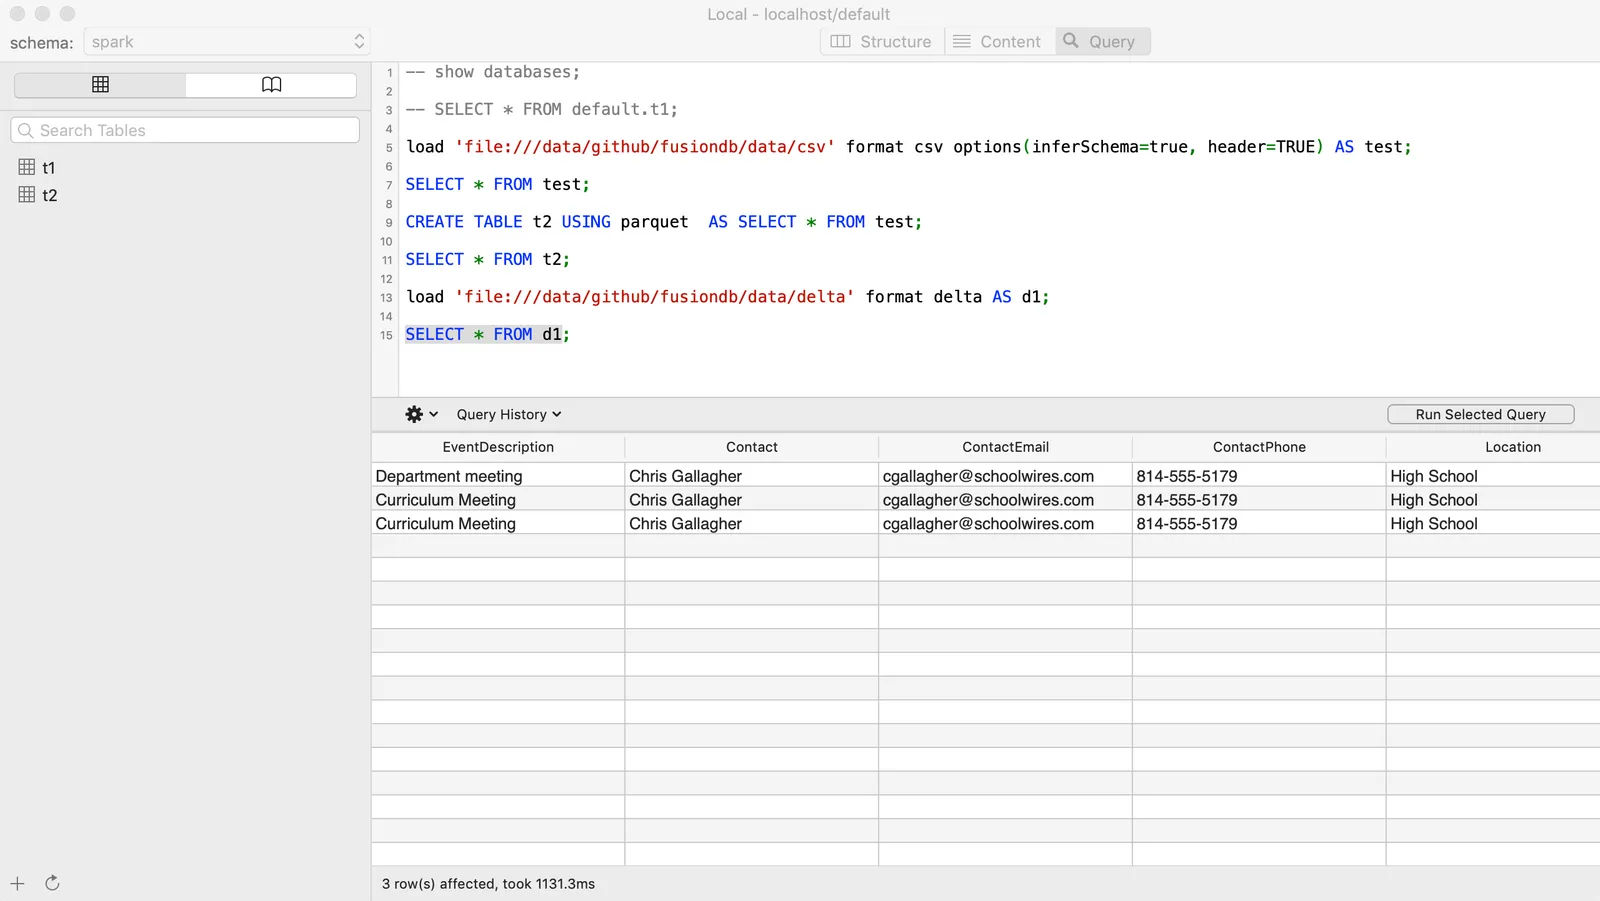 Local - localhost/default
schema: spark
Structure Content Query
Search Tables
t1
t2
1 -- show databases;
2
3 -- SELECT * FROM default.t1;
4
5 load 'file:///data/github/fusiondb/data/csv' format csv options(inferSchema=true, header=TRUE) AS test;
6
7 SELECT * FROM test;
8
9 CREATE TABLE t2 USING parquet  AS SELECT * FROM test;
10
11 SELECT * FROM t2;
12
13 load 'file:///data/github/fusiondb/data/delta' format delta AS d1;
14
15 SELECT * FROM d1;
Query History Run Selected Query
EventDescription Contact ContactEmail ContactPhone Location
Department meeting Chris Gallagher cgallagher@schoolwires.com 814-555-5179 High School
Curriculum Meeting Chris Gallagher cgallagher@schoolwires.com 814-555-5179 High School
Curriculum Meeting Chris Gallagher cgallagher@schoolwires.com 814-555-5179 High School
3 row(s) affected, took 1131.3ms